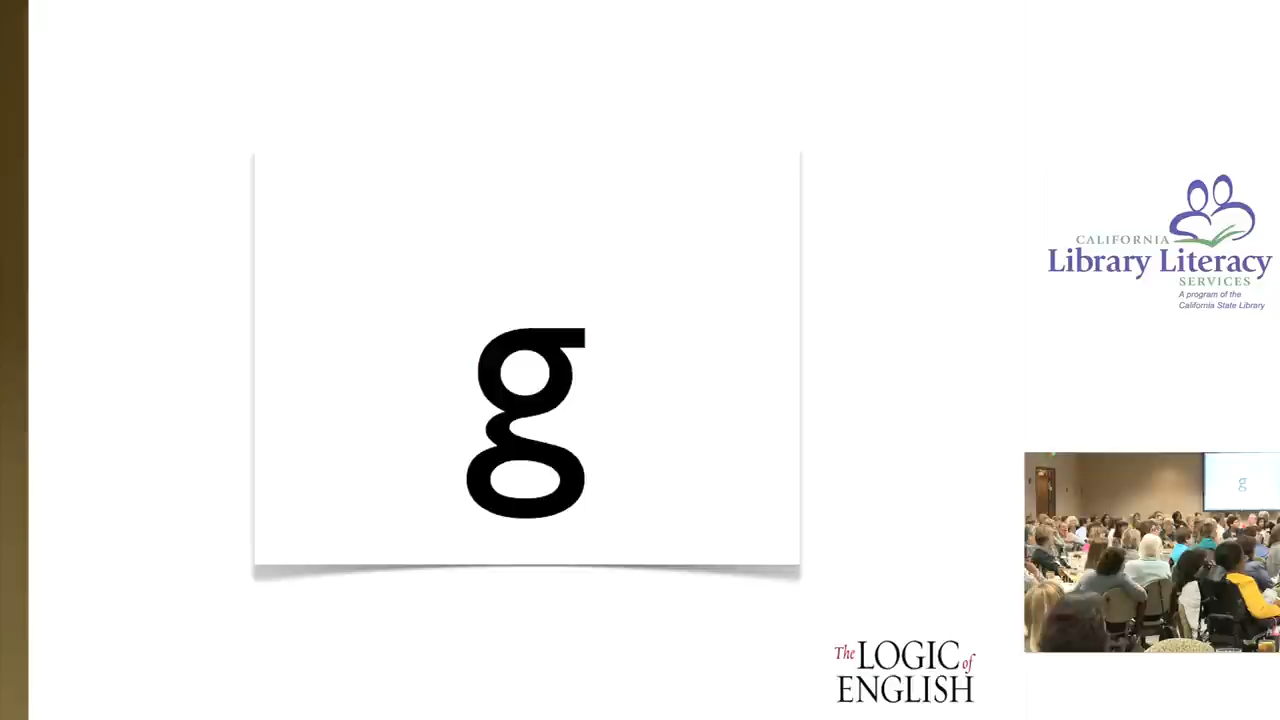 g
CALIFORNIA
Library Literacy
SERVICES
A program of the
California State Library
g
The LOGIC of
ENGLISH